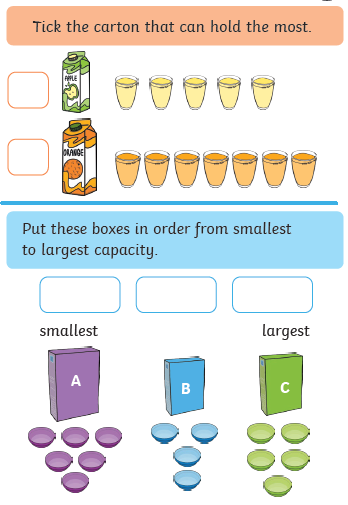 Tick the carton that can hold the most.
APPLE
ORANGE
Put these boxes in order from smallest
to largest capacity.
smallest largest
A B C